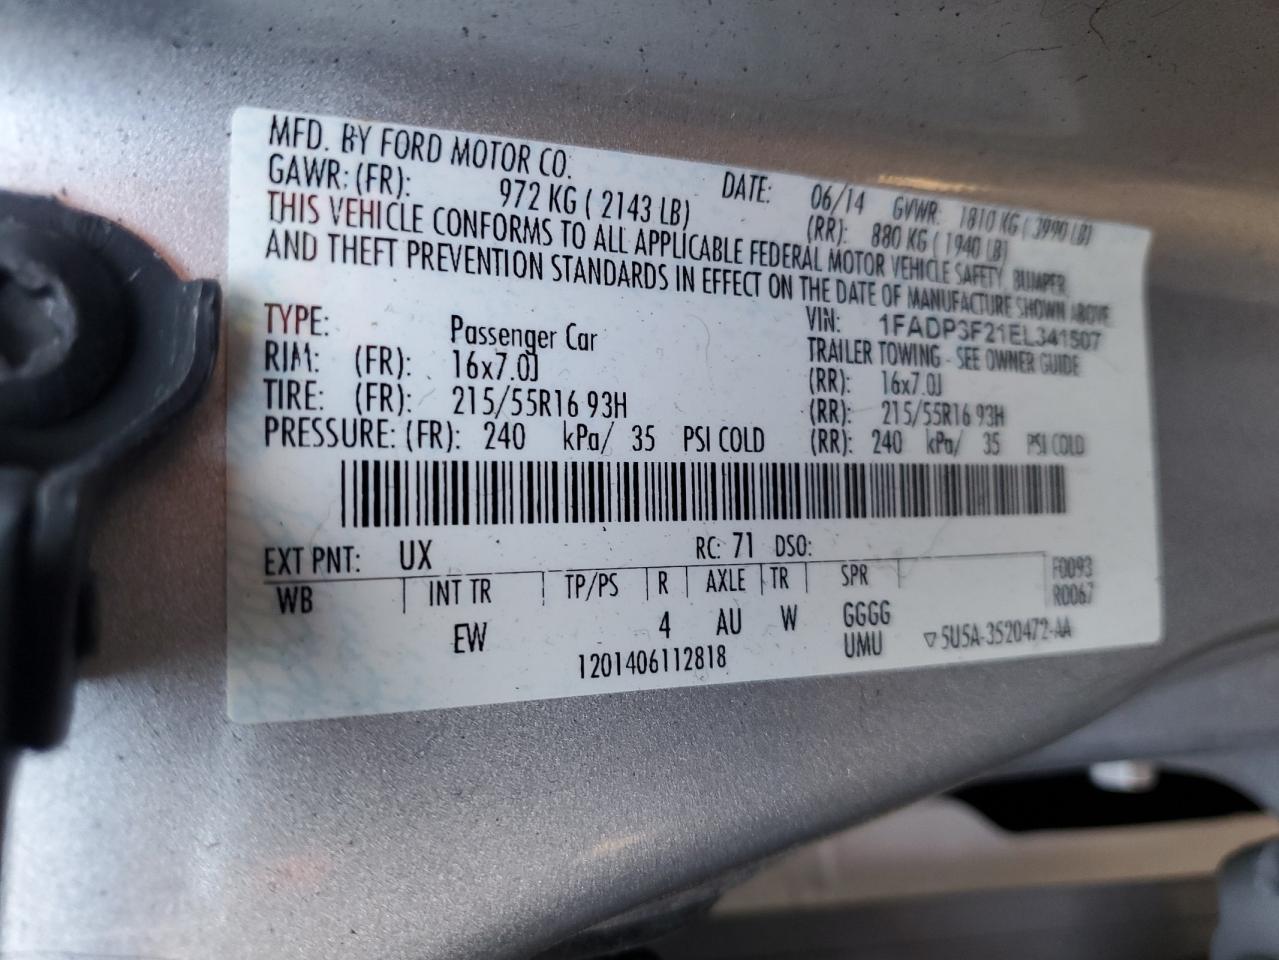 MFD. BY FORD MOTOR CO.
DATE: 06/14 GVWR: 1810 KG ( 3990 LB)
GAWR: (FR): 972 KG ( 2143 LB) (RR): 880 KG ( 1940 LB)
THIS VEHICLE CONFORMS TO ALL APPLICABLE FEDERAL MOTOR VEHICLE SAFETY, BUMPER,
AND THEFT PREVENTION STANDARDS IN EFFECT ON THE DATE OF MANUFACTURE SHOWN ABOVE
VIN: 1FADP3F21EL341507
TYPE: Passenger Car TRAILER TOWING - SEE OWNER GUIDE
RIM: (FR): 16x7.0J (RR): 16x7.0J
TIRE: (FR): 215/55R16 93H (RR): 215/55R16 93H
PRESSURE: (FR): 240 kPa/ 35 PSI COLD (RR): 240 kPa/ 35 PSI COLD
EXT PNT: UX RC: 71 DSO:
WB INT TR TP/PS R AXLE TR SPR F0093
R0067
EW 4 AU W GGGG
UMU
1201406112818 ▽5U5A-3520472-AA